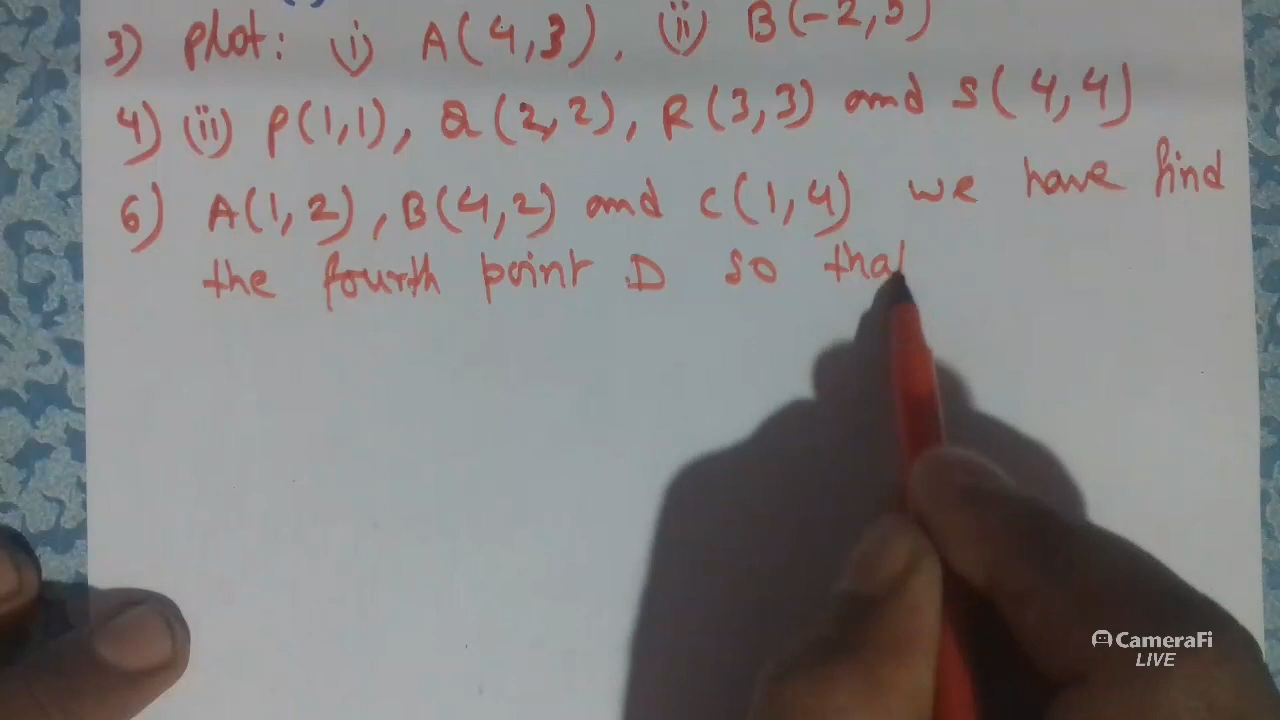 3) Plot: (i) A(4,3), (ii) B(-2,5)
4) (ii) P(1,1), Q(2,2), R(3,3) and S(4,4)
6) A(1,2), B(4,2) and C(1,4) we have find
the fourth point D so that
CameraFi
LIVE